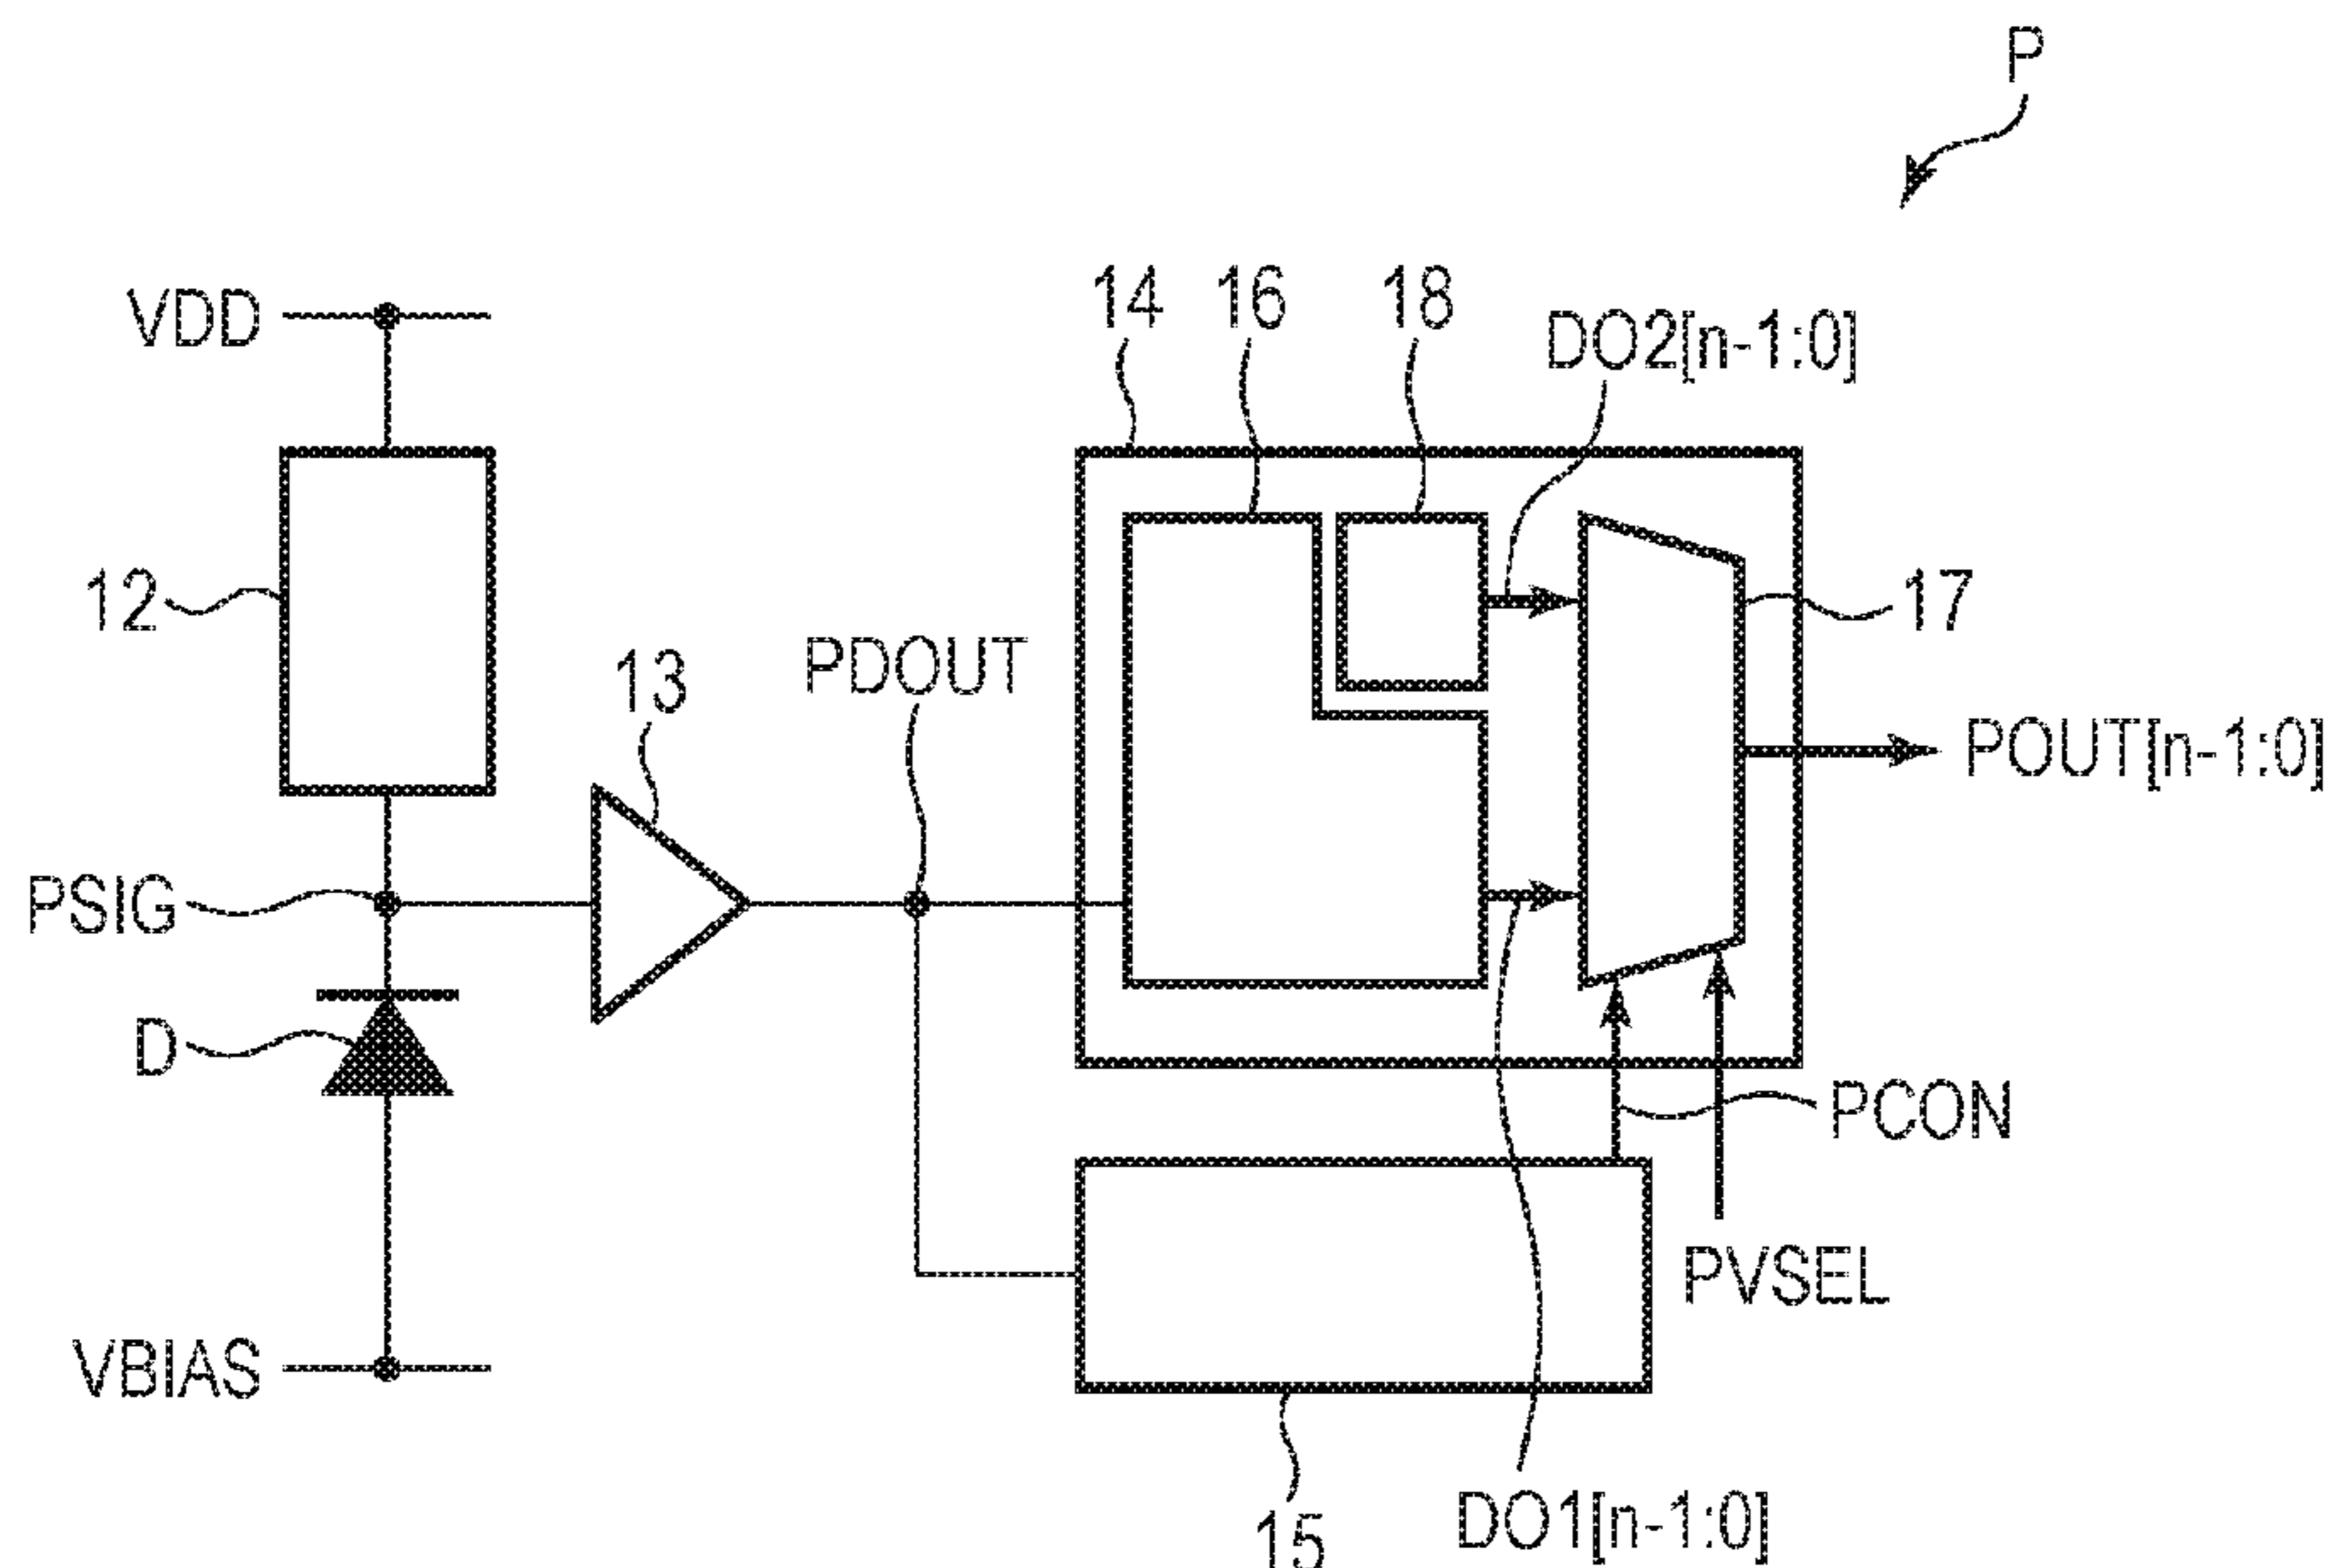 P
VDD
14
16
18
DO2[n-1:0]
12
17
13
PDOUT
POUT[n-1:0]
PSIG
D
PCON
PVSEL
VBIAS
15
DO1[n-1:0]